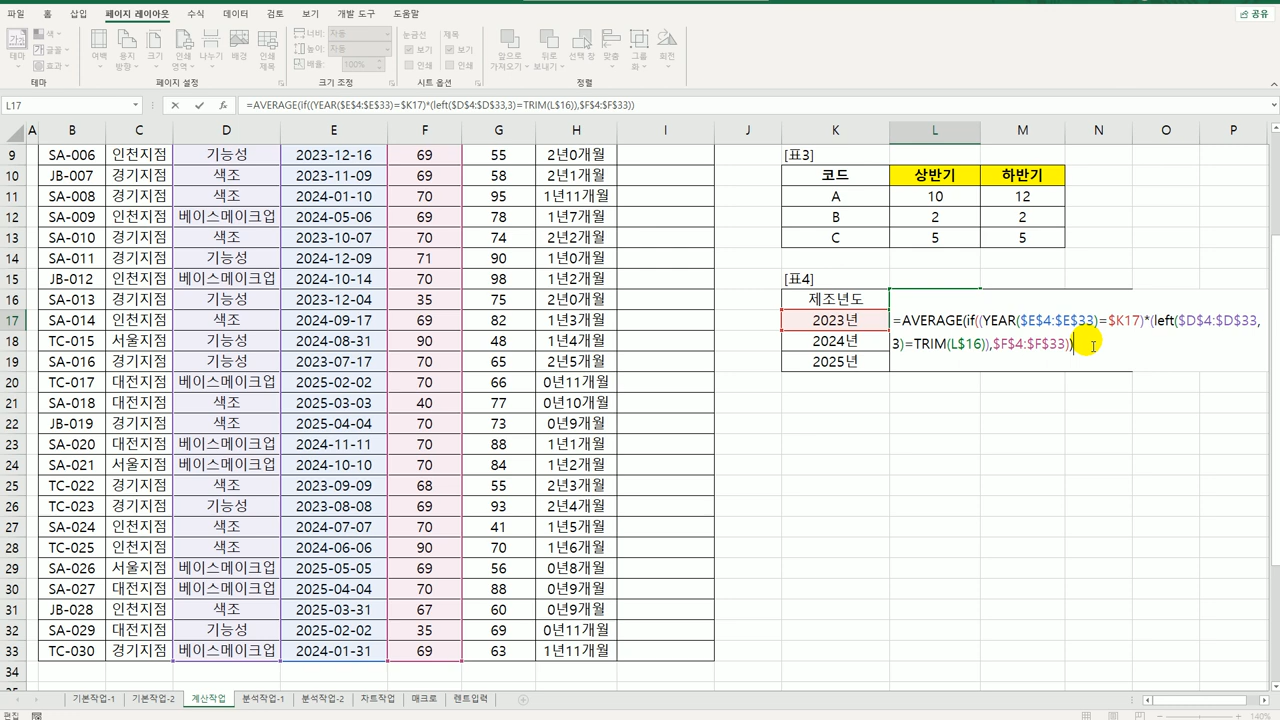 파일 홈 삽입 페이지 레이아웃 수식 데이터 검토 보기 개발 도구 도움말 공유
테마 색 글꼴 효과 여백 용지 방향 크기 인쇄 영역 나누기 배경 인쇄 제목 너비: 자동 높이: 자동 배율: 100% 눈금선 보기 인쇄 제목 보기 인쇄 앞으로 가져오기 뒤로 보내기 선택 창 맞춤 그룹화 회전
테마 페이지 설정 크기 조정 시트 옵션 정렬
L17 fx =AVERAGE(if((YEAR($E$4:$E$33)=$K17)*(left($D$4:$D$33,3)=TRIM(L$16)),$F$4:$F$33))
A B C D E F G H I J K L M N O P
9 SA-006 인천지점 기능성 2023-12-16 69 55 2년0개월 [표3]
10 JB-007 경기지점 색조 2023-11-09 69 58 2년1개월 코드 상반기 하반기
11 SA-008 경기지점 색조 2024-01-10 70 95 1년11개월 A 10 12
12 SA-009 인천지점 베이스메이크업 2024-05-06 69 78 1년7개월 B 2 2
13 SA-010 경기지점 색조 2023-10-07 70 74 2년2개월 C 5 5
14 SA-011 경기지점 기능성 2024-12-09 71 90 1년0개월
15 JB-012 인천지점 베이스메이크업 2024-10-14 70 98 1년2개월 [표4]
16 SA-013 경기지점 기능성 2023-12-04 35 75 2년0개월 제조년도
17 SA-014 인천지점 색조 2024-09-17 69 82 1년3개월 2023년 =AVERAGE(if((YEAR($E$4:$E$33)=$K17)*(left($D$4:$D$33,
18 TC-015 서울지점 기능성 2024-08-31 90 48 1년4개월 2024년 3)=TRIM(L$16)),$F$4:$F$33))
19 SA-016 경기지점 기능성 2023-07-17 70 56 2년5개월 2025년
20 TC-017 대전지점 베이스메이크업 2025-02-02 70 66 0년11개월
21 SA-018 대전지점 색조 2025-03-03 40 77 0년10개월
22 JB-019 경기지점 색조 2025-04-04 70 73 0년9개월
23 SA-020 대전지점 베이스메이크업 2024-11-11 70 88 1년1개월
24 SA-021 서울지점 베이스메이크업 2024-10-10 70 84 1년2개월
25 TC-022 경기지점 색조 2023-09-09 68 55 2년3개월
26 TC-023 경기지점 기능성 2023-08-08 69 93 2년4개월
27 SA-024 인천지점 색조 2024-07-07 70 41 1년5개월
28 TC-025 인천지점 색조 2024-06-06 90 70 1년6개월
29 SA-026 서울지점 베이스메이크업 2025-05-05 69 56 0년8개월
30 SA-027 대전지점 베이스메이크업 2025-04-04 70 88 0년9개월
31 JB-028 인천지점 색조 2025-03-31 67 60 0년9개월
32 SA-029 대전지점 기능성 2025-02-02 35 69 0년11개월
33 TC-030 경기지점 베이스메이크업 2024-01-31 69 63 1년11개월
34
기본작업-1 기본작업-2 계산작업 분석작업-1 분석작업-2 차트작업 매크로 렌트입력
편집 140%